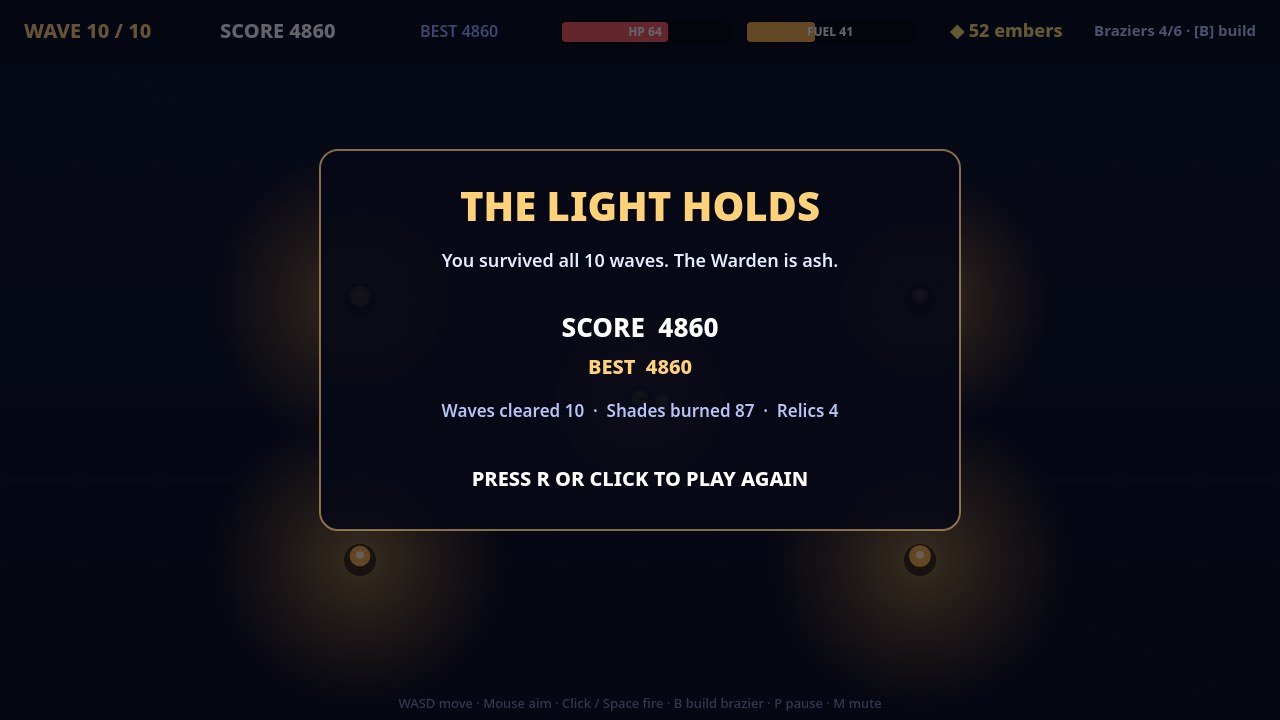 WAVE 10 / 10 SCORE 4860 BEST 4860 HP 64 FUEL 41 ◆ 52 embers Braziers 4/6 · [B] build
THE LIGHT HOLDS
You survived all 10 waves. The Warden is ash.
SCORE 4860
BEST 4860
Waves cleared 10 · Shades burned 87 · Relics 4
PRESS R OR CLICK TO PLAY AGAIN
WASD move · Mouse aim · Click / Space fire · B build brazier · P pause · M mute